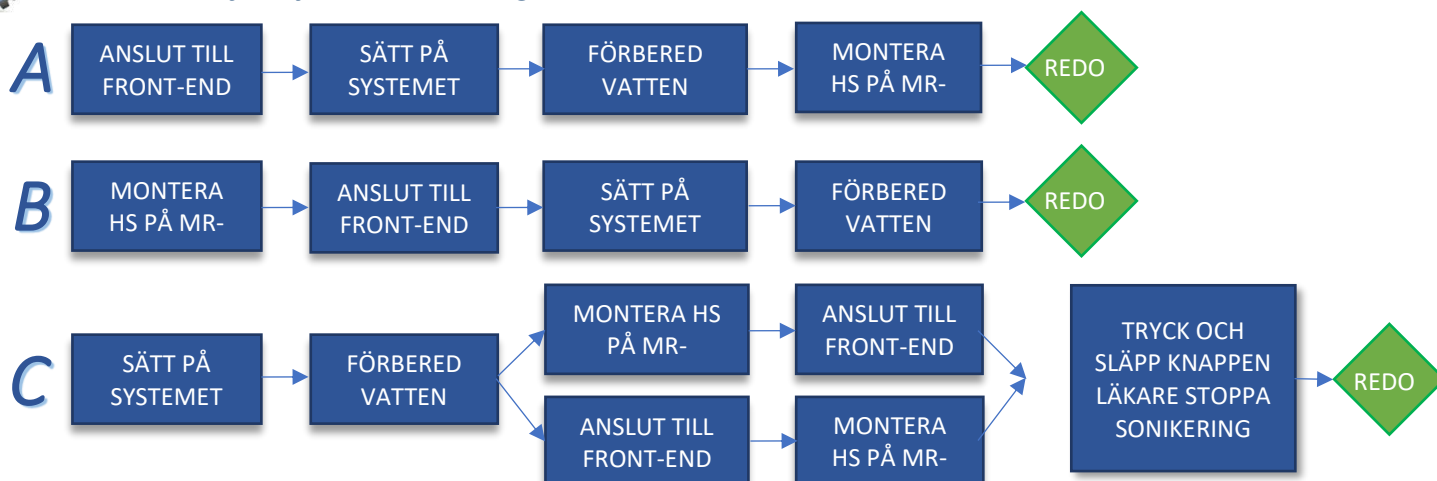 A
ANSLUT TILL
FRONT-END
SÄTT PÅ
SYSTEMET
FÖRBERED
VATTEN
MONTERA
HS PÅ MR-
REDO
B
MONTERA
HS PÅ MR-
ANSLUT TILL
FRONT-END
SÄTT PÅ
SYSTEMET
FÖRBERED
VATTEN
REDO
C
SÄTT PÅ
SYSTEMET
FÖRBERED
VATTEN
MONTERA HS
PÅ MR-
ANSLUT TILL
FRONT-END
ANSLUT TILL
FRONT-END
MONTERA
HS PÅ MR-
TRYCK OCH
SLÄPP KNAPPEN
LÄKARE STOPPA
SONIKERING
REDO